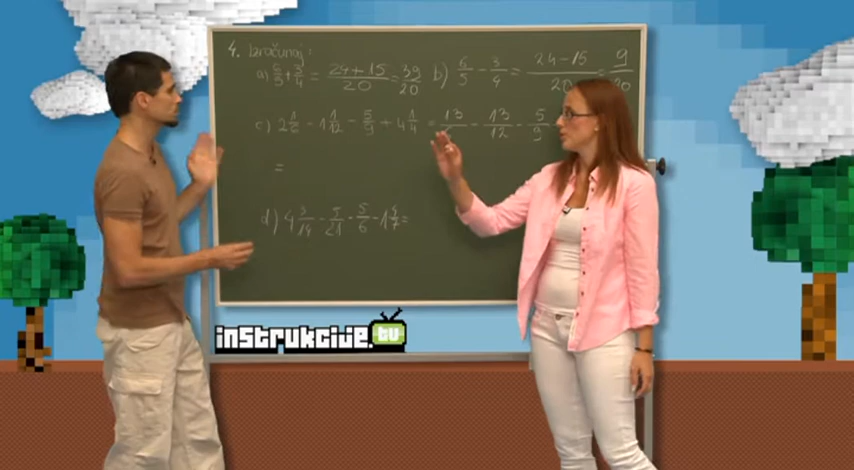 4. Izračunaj:
a) 6/5 + 3/4 = 24+15/20 = 39/20 b) 6/5 - 3/4 = 24-15/20 = 9/20
c) 2 1/6 - 1 1/12 - 5/9 + 4 1/4 = 13/6 - 13/12 - 5/9
=
d) 4 3/14 - 5/21 - 5/6 - 1 4/7 =
instrukcije.tv